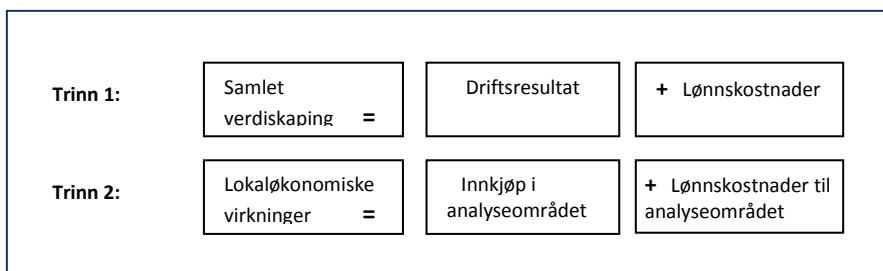 Trinn 1:
Samlet
verdiskaping =
Driftsresultat
+ Lønnskostnader
Trinn 2:
Lokaløkonomiske
virkninger =
Innkjøp i
analyseområdet
+ Lønnskostnader til
analyseområdet